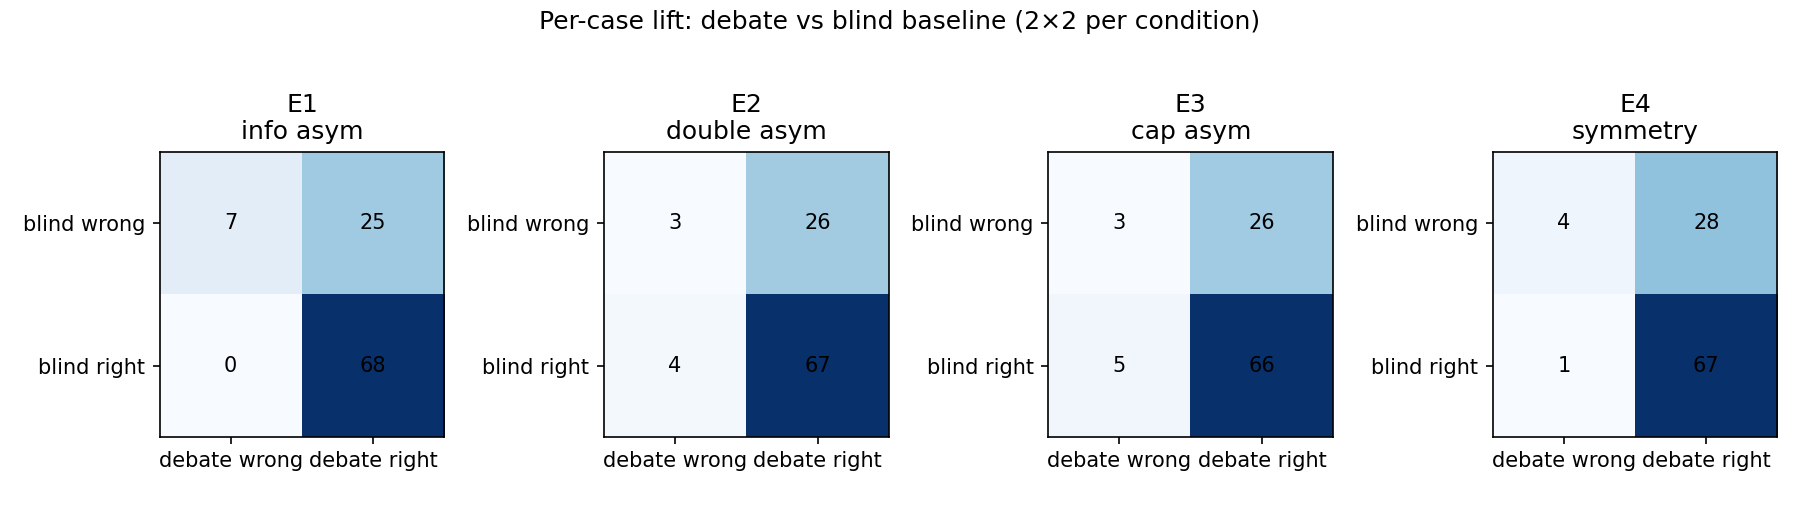 Per-case lift: debate vs blind baseline (2×2 per condition)
E1
info asym
blind wrong
7
25
blind right
0
68
debate wrong
debate right
E2
double asym
blind wrong
3
26
blind right
4
67
debate wrong
debate right
E3
cap asym
blind wrong
3
26
blind right
5
66
debate wrong
debate right
E4
symmetry
blind wrong
4
28
blind right
1
67
debate wrong
debate right